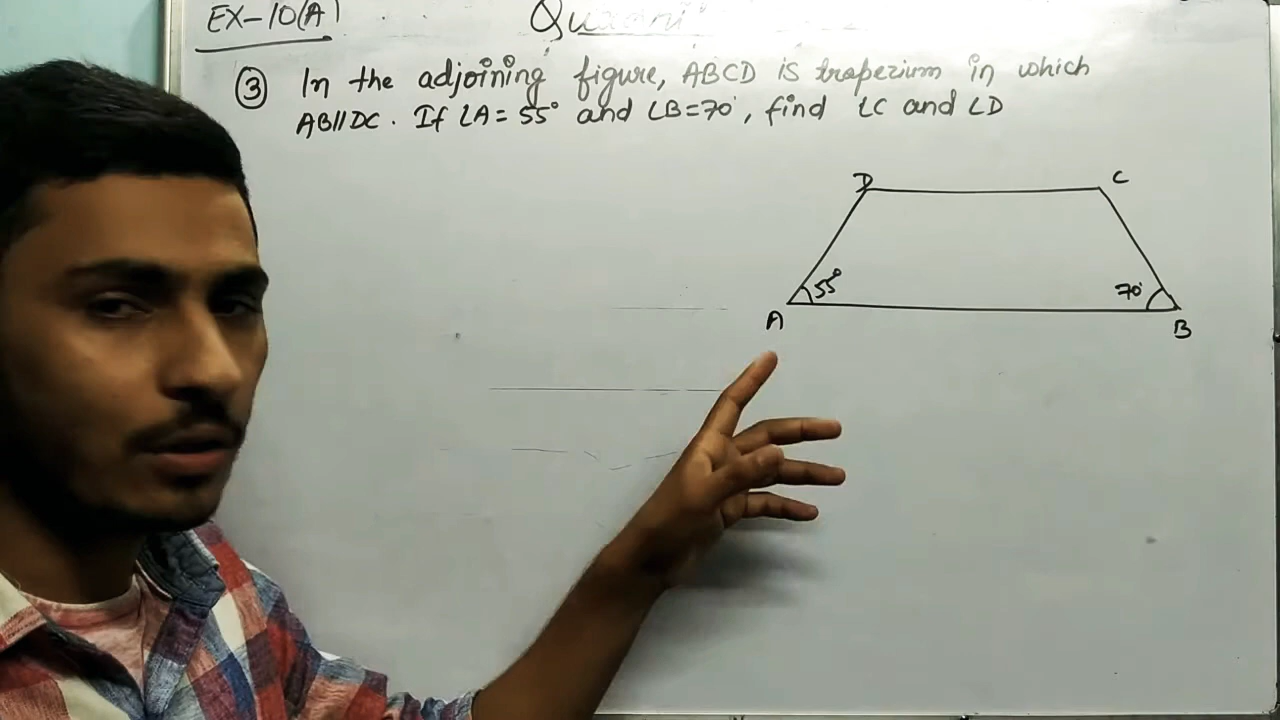 EX-10(A)
③ In the adjoining figure, ABCD is trapezium in which
AB||DC. If ∠A = 55° and ∠B=70°, find ∠C and ∠D
D
C
55°
70°
A
B